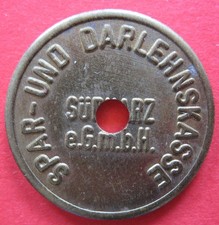 SPAR- UND DARLEHNSKASSE
SÜDHARZ
e.G.m.b.H.